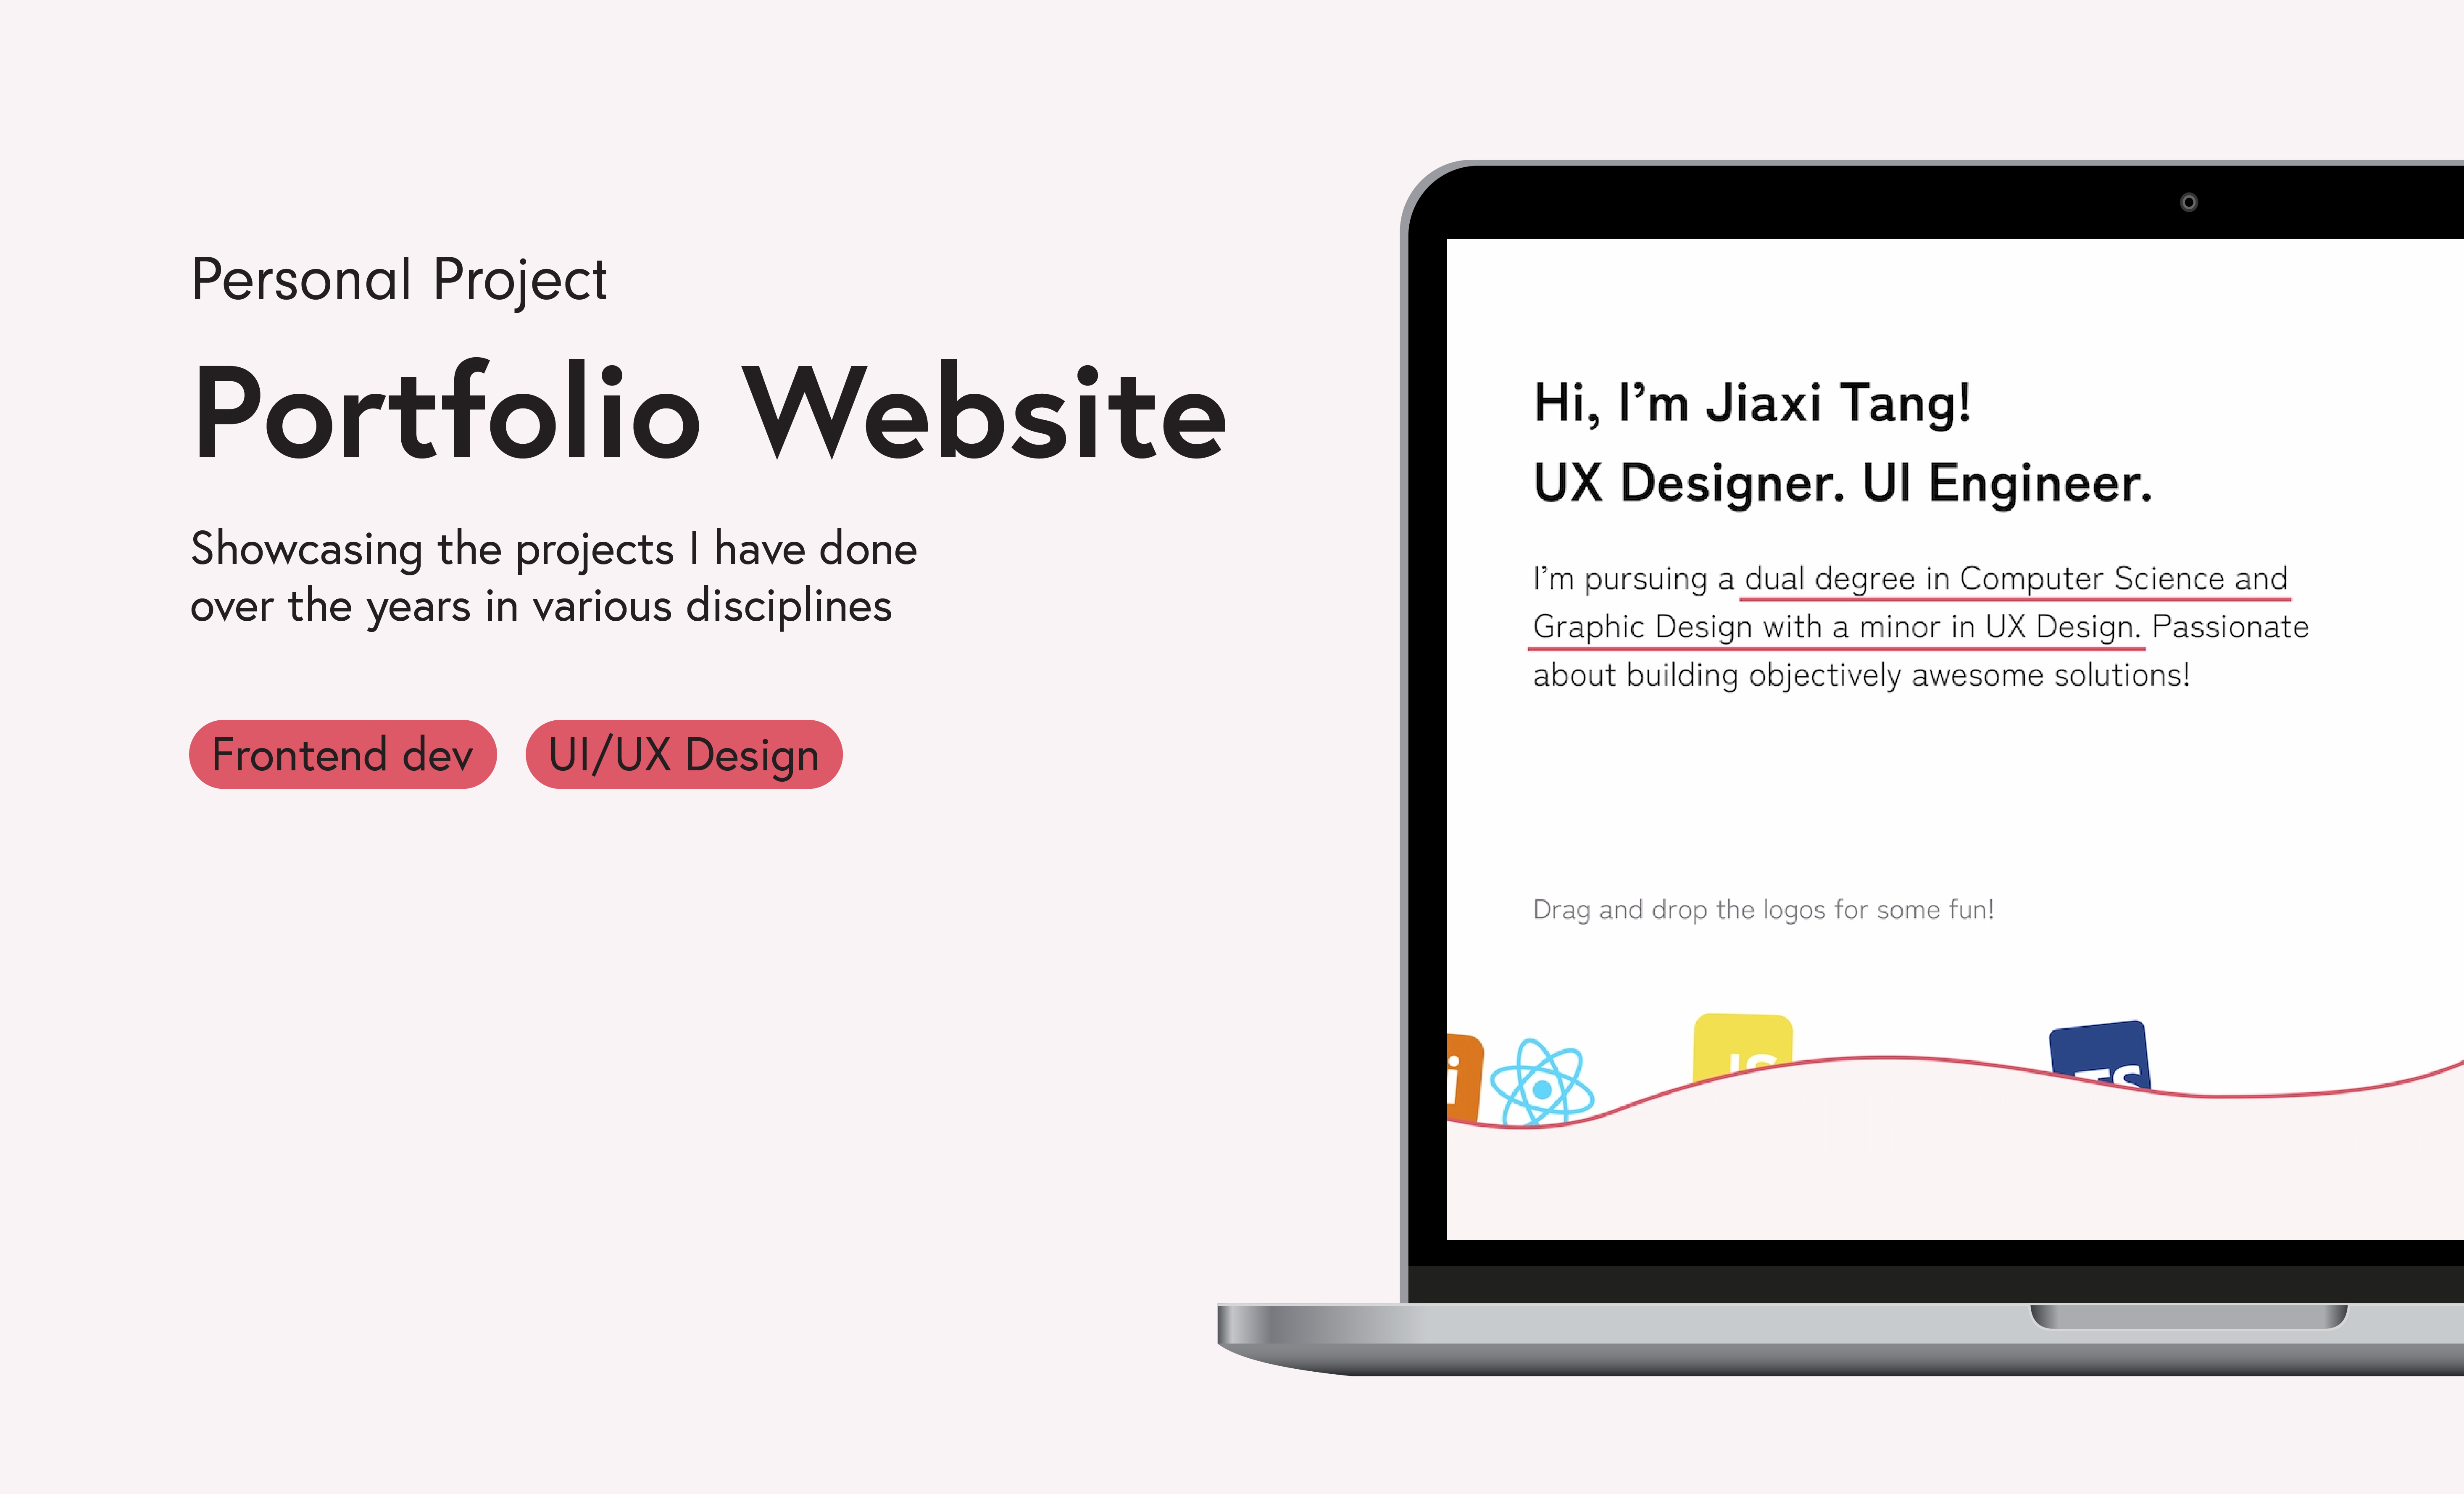 Personal Project
Portfolio Website
Showcasing the projects I have done
over the years in various disciplines
Frontend dev
UI/UX Design
Hi, I’m Jiaxi Tang!
UX Designer. UI Engineer.
I’m pursuing a dual degree in Computer Science and
Graphic Design with a minor in UX Design. Passionate
about building objectively awesome solutions!
Drag and drop the logos for some fun!
i
JS
TS